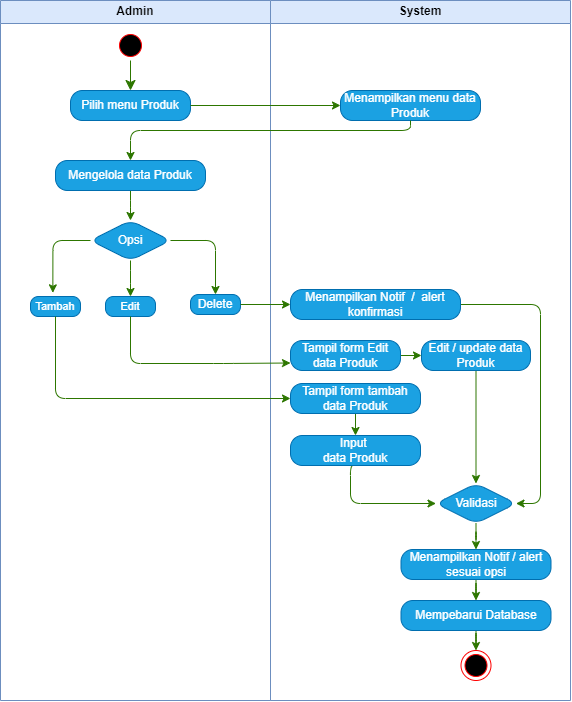 Admin
System
Pilih menu Produk
Menampilkan menu data
Produk
Mengelola data Produk
Opsi
Tambah
Edit
Delete
Menampilkan Notif / alert
konfirmasi
Tampil form Edit
data Produk
Edit / update data
Produk
Tampil form tambah
data Produk
Input
data Produk
Validasi
Menampilkan Notif / alert
sesuai opsi
Mempebarui Database